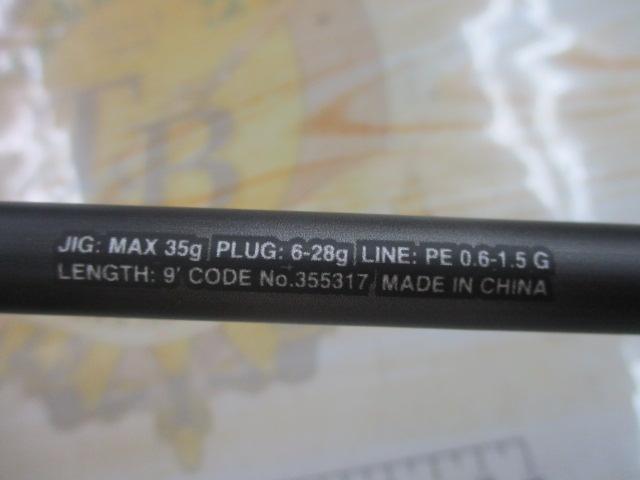 JIG: MAX 35g PLUG: 6-28g LINE: PE 0.6-1.5 G
LENGTH: 9' CODE No.355317 MADE IN CHINA
TB